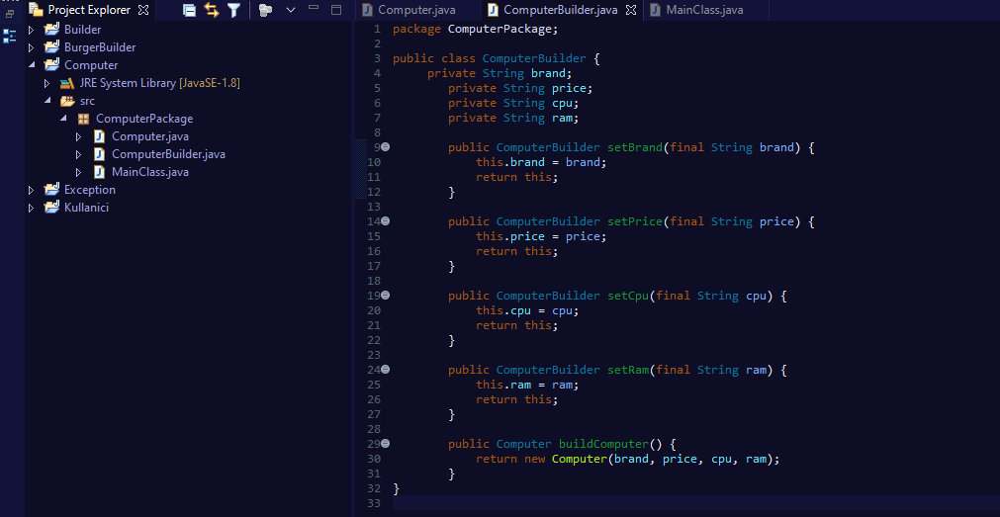 Project Explorer
Builder
BurgerBuilder
Computer
JRE System Library [JavaSE-1.8]
src
ComputerPackage
Computer.java
ComputerBuilder.java
MainClass.java
Exception
Kullanici
Computer.java ComputerBuilder.java MainClass.java
1 package ComputerPackage;
2
3 public class ComputerBuilder {
4     private String brand;
5        private String price;
6        private String cpu;
7        private String ram;
8
9        public ComputerBuilder setBrand(final String brand) {
10            this.brand = brand;
11            return this;
12        }
13
14        public ComputerBuilder setPrice(final String price) {
15            this.price = price;
16            return this;
17        }
18
19        public ComputerBuilder setCpu(final String cpu) {
20            this.cpu = cpu;
21            return this;
22        }
23
24        public ComputerBuilder setRam(final String ram) {
25            this.ram = ram;
26            return this;
27        }
28
29        public Computer buildComputer() {
30            return new Computer(brand, price, cpu, ram);
31        }
32 }
33